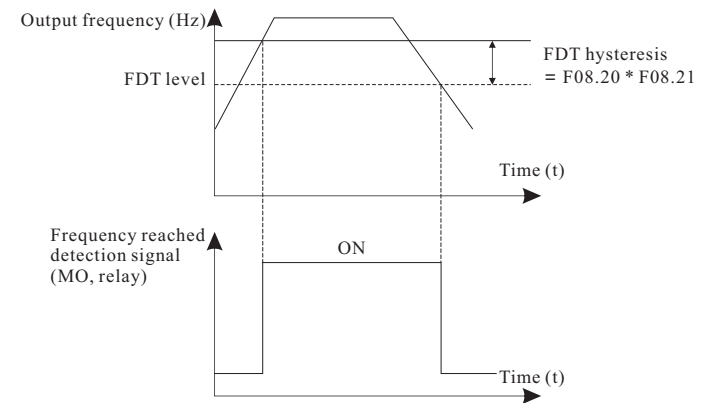 Output frequency (Hz)
FDT hysteresis
= F08.20 * F08.21
FDT level
Time (t)
Frequency reached
detection signal
(MO, relay)
ON
Time (t)